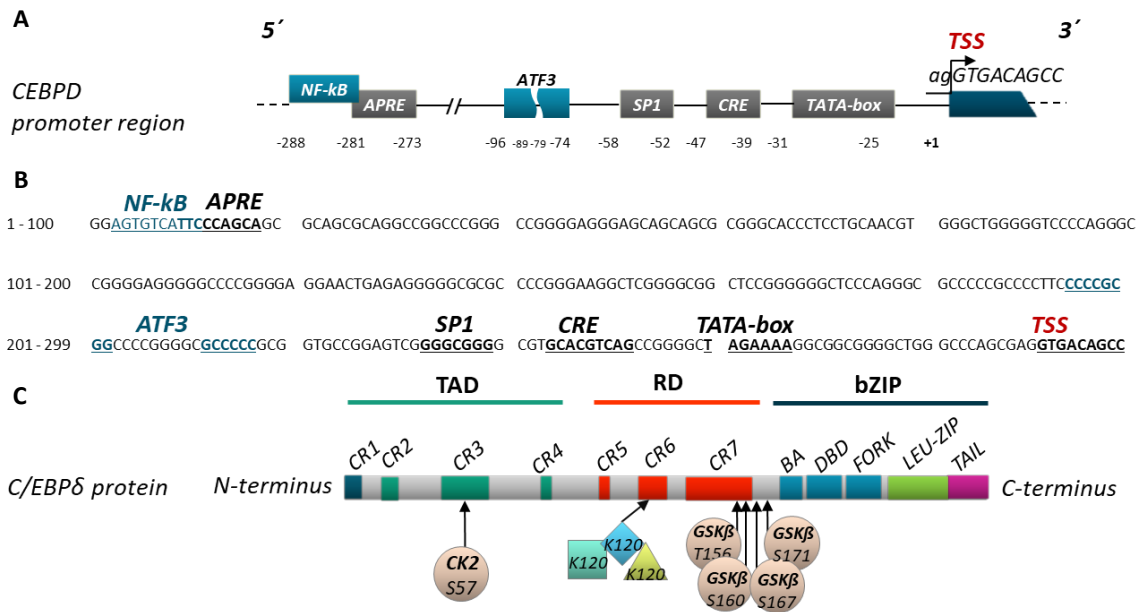 A
5´ 3´
TSS
agGTGACAGCC
CEBPD
promoter region
NF-kB APRE ATF3 SP1 CRE TATA-box
-288 -281 -273 -96 -89 -79 -74 -58 -52 -47 -39 -31 -25 +1
B
NF-kB APRE
1 - 100 GGAGTGTCATTCCCAGCAGC GCAGCGCAGGCCGGCCCGGG CCGGGGAGGGAGCAGCAGCG CGGGCACCCTCCTGCAACGT GGGCTGGGGGTCCCCAGGGC
101 - 200 CGGGGAGGGGGCCCCGGGGA GGAACTGAGAGGGGGCGCGC CCCGGGAAGGCTCGGGGCGG CTCCGGGGGGCTCCCAGGGC GCCCCCGCCCCTTCCCCCGC
ATF3 SP1 CRE TATA-box TSS
201 - 299 GGCCCCGGGGCGCCCCCGCG GTGCCGGAGTCGGGGCGGGG CGTGCACGTCAGCCGGGGCT AGAAAAGGCGGCGGGGCTGG GCCCAGCGAGGTGACAGCC
C
TAD RD bZIP
CR1 CR2 CR3 CR4 CR5 CR6 CR7 BA DBD FORK LEU-ZIP TAIL
C/EBPδ protein N-terminus C-terminus
CK2
S57
K120 K120 K120
GSKβ
T156
GSKβ
S171
GSKβ
S160
GSKβ
S167